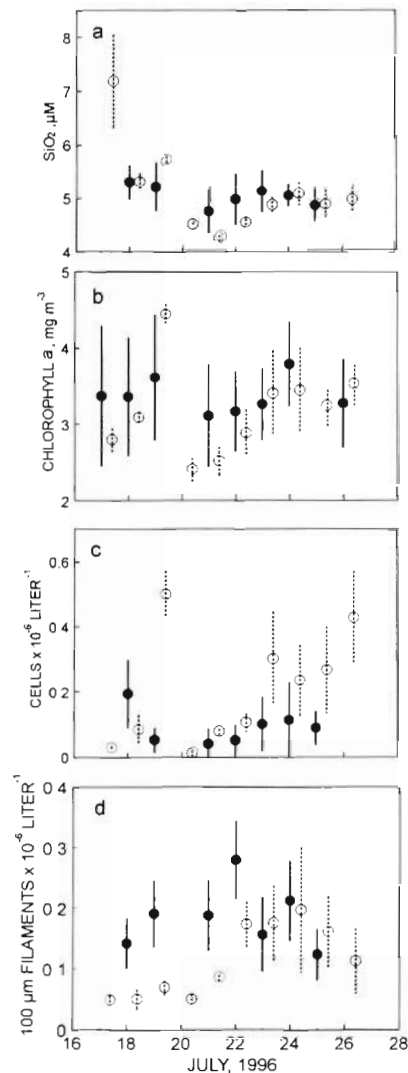 a
8
7
6
5
4
SiO2 ,µM
b
5
4
3
2
CHLOROPHYLL a, mg m-3
c
0.6
0 4
0 2
0
CELLS x 10-6 LITER-1
d
0 4
0 3
0 2
0 1
0
100 µm FILAMENTS x 10-6 LITER-1
16 18 20 22 24 26 28
JULY, 1996